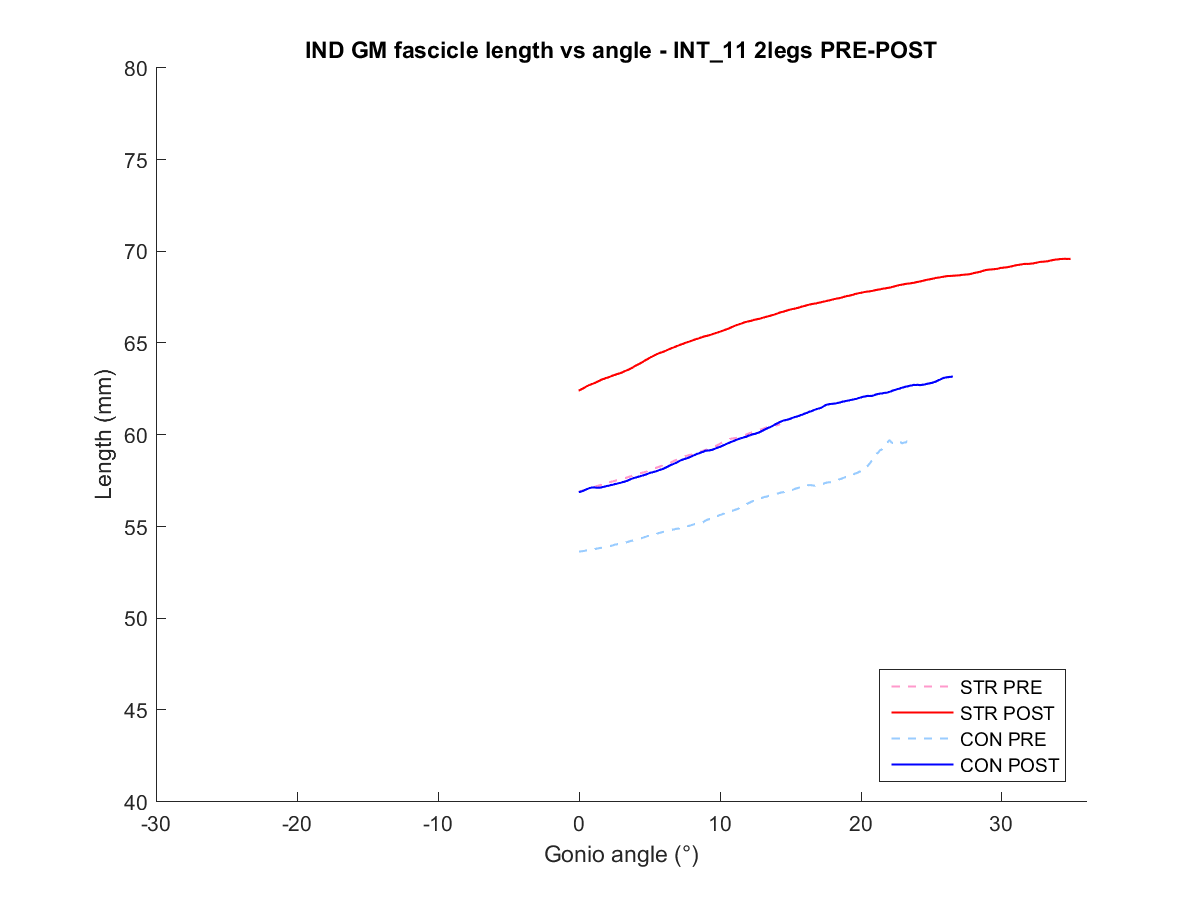 IND GM fascicle length vs angle - INT_11 2legs PRE-POST
80
75
70
65
60
55
50
45
40
Length (mm)
-30
-20
-10
0
10
20
30
Gonio angle (°)
STR PRE
STR POST
CON PRE
CON POST